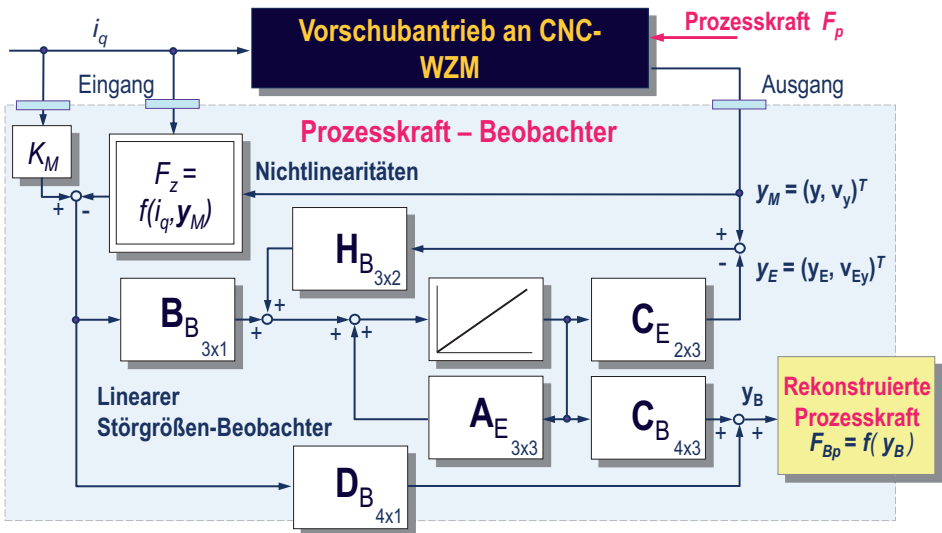 i_q
Vorschubantrieb an CNC-
WZM
Prozesskraft F_p
Eingang
Ausgang
Prozesskraft – Beobachter
K_M
F_z =
f(i_q, y_M)
Nichtlinearitäten
y_M = (y, v_y)^T
+
-
+
-
H_B
3x2
y_E = (y_E, v_Ey)^T
B_B
3x1
+
+
+
+
C_E
2x3
Linearer
Störgrößen-Beobachter
A_E
3x3
C_B
4x3
y_B
+
+
Rekonstruierte
Prozesskraft
F_Bp = f( y_B )
D_B
4x1